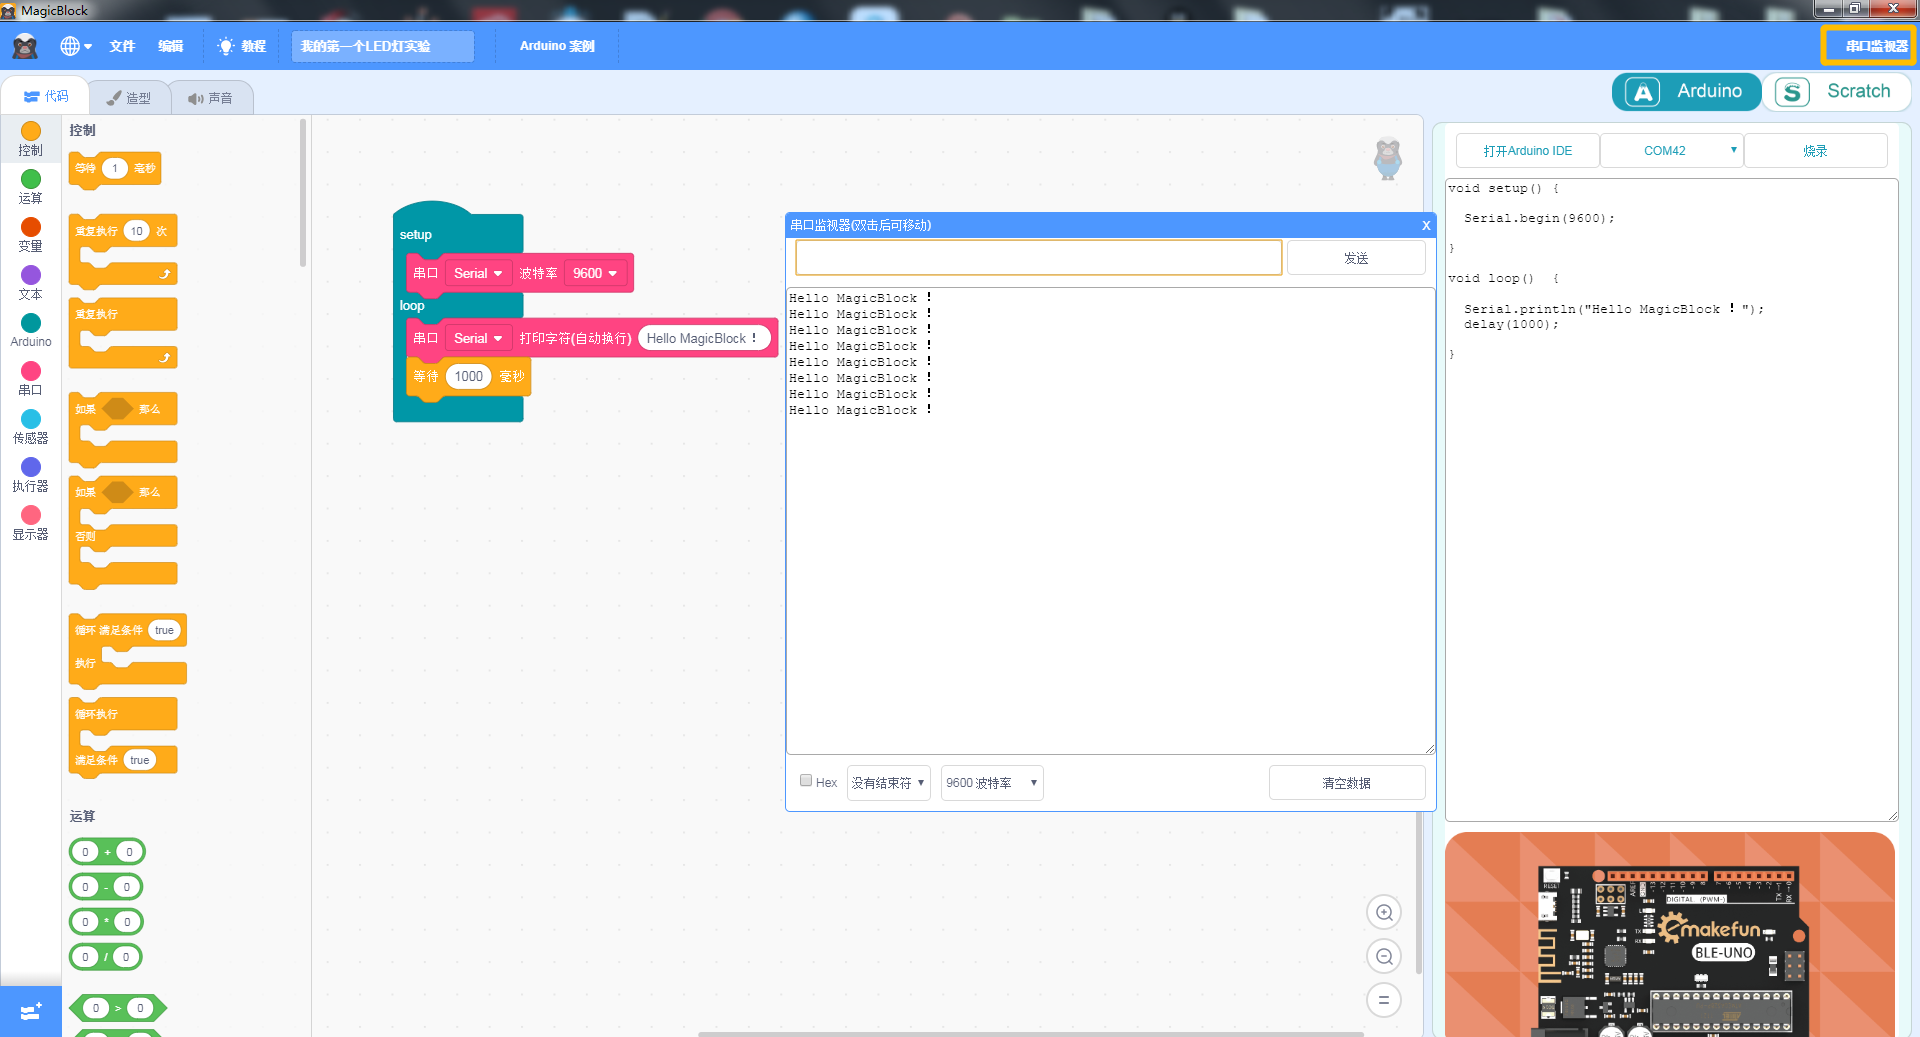 MagicBlock
文件 编辑 教程 我的第一个LED灯实验 Arduino 案例 串口监视器
代码 造型 声音
Arduino Scratch
控制
运算
变量
文本
Arduino
串口
传感器
执行器
显示器
控制
等待 1 毫秒
重复执行 10 次
重复执行
如果 那么
如果 那么
否则
循环 满足条件 true
执行
循环执行
满足条件 true
运算
0 + 0
0 - 0
0 * 0
0 / 0
0 > 0
setup
串口 Serial 波特率 9600
loop
串口 Serial 打印字符(自动换行) Hello MagicBlock！
等待 1000 毫秒
串口监视器(双击后可移动) X
发送
Hello MagicBlock！
Hello MagicBlock！
Hello MagicBlock！
Hello MagicBlock！
Hello MagicBlock！
Hello MagicBlock！
Hello MagicBlock！
Hello MagicBlock！
Hex 没有结束符 9600 波特率 清空数据
打开Arduino IDE COM42 烧录
void setup() {
Serial.begin(9600);
}
void loop() {
Serial.println("Hello MagicBlock！");
delay(1000);
}
RESET
AREF
DIGITAL (PWM~)
TX
RX
emakefun
BLE-UNO